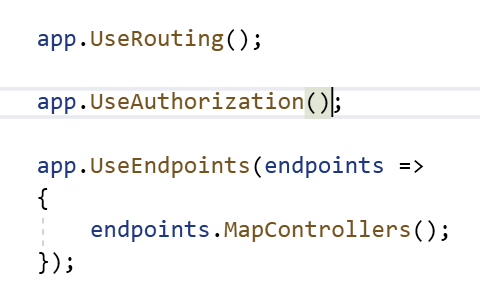 app.UseRouting();
app.UseAuthorization();
app.UseEndpoints(endpoints =>
{
endpoints.MapControllers();
});